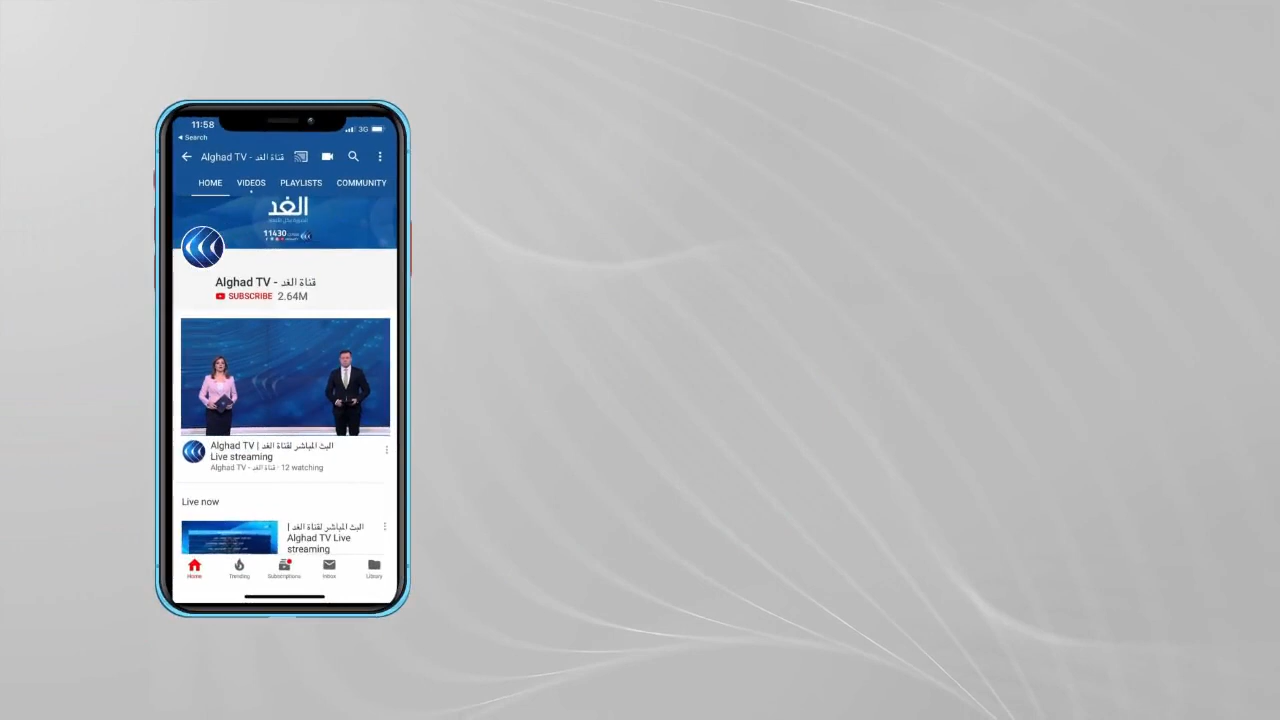 11:58
3G
Search
Alghad TV - قناة الغد
HOME VIDEOS PLAYLISTS COMMUNITY
الغد
11430
Alghad TV - قناة الغد
SUBSCRIBE 2.64M
Alghad TV | البث المباشر لقناة الغد
Live streaming
Alghad TV - قناة الغد · 12 watching
Live now
البث المباشر لقناة الغد |
Alghad TV Live
streaming
Home Trending Subscriptions Inbox Library